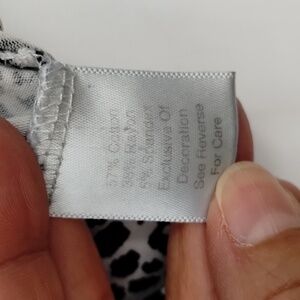 57% Cotton
38% Rayon
5% Spandex
Exclusive Of
Decoration
See Reverse
For Care